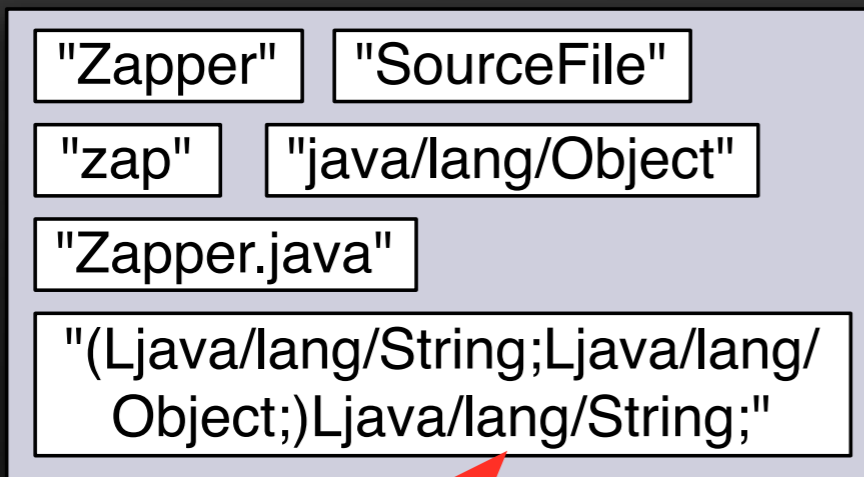 "Zapper" "SourceFile"
"zap" "java/lang/Object"
"Zapper.java"
"(Ljava/lang/String;Ljava/lang/
Object;)Ljava/lang/String;"